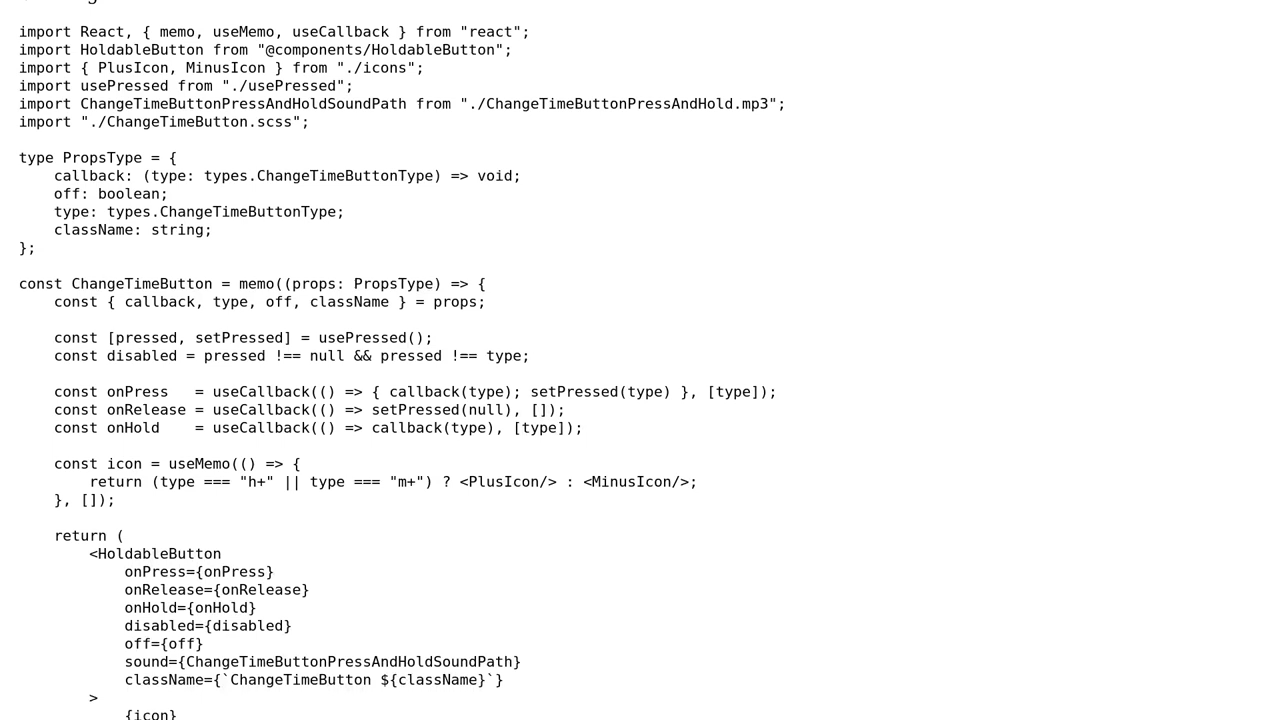 import React, { memo, useMemo, useCallback } from "react";
import HoldableButton from "@components/HoldableButton";
import { PlusIcon, MinusIcon } from "./icons";
import usePressed from "./usePressed";
import ChangeTimeButtonPressAndHoldSoundPath from "./ChangeTimeButtonPressAndHold.mp3";
import "./ChangeTimeButton.scss";

type PropsType = {
    callback: (type: types.ChangeTimeButtonType) => void;
    off: boolean;
    type: types.ChangeTimeButtonType;
    className: string;
};

const ChangeTimeButton = memo((props: PropsType) => {
    const { callback, type, off, className } = props;

    const [pressed, setPressed] = usePressed();
    const disabled = pressed !== null && pressed !== type;

    const onPress   = useCallback(() => { callback(type); setPressed(type) }, [type]);
    const onRelease = useCallback(() => setPressed(null), []);
    const onHold    = useCallback(() => callback(type), [type]);

    const icon = useMemo(() => {
        return (type === "h+" || type === "m+") ? <PlusIcon/> : <MinusIcon/>;
    }, []);

    return (
        <HoldableButton
            onPress={onPress}
            onRelease={onRelease}
            onHold={onHold}
            disabled={disabled}
            off={off}
            sound={ChangeTimeButtonPressAndHoldSoundPath}
            className={`ChangeTimeButton ${className}`}
        >
            {icon}